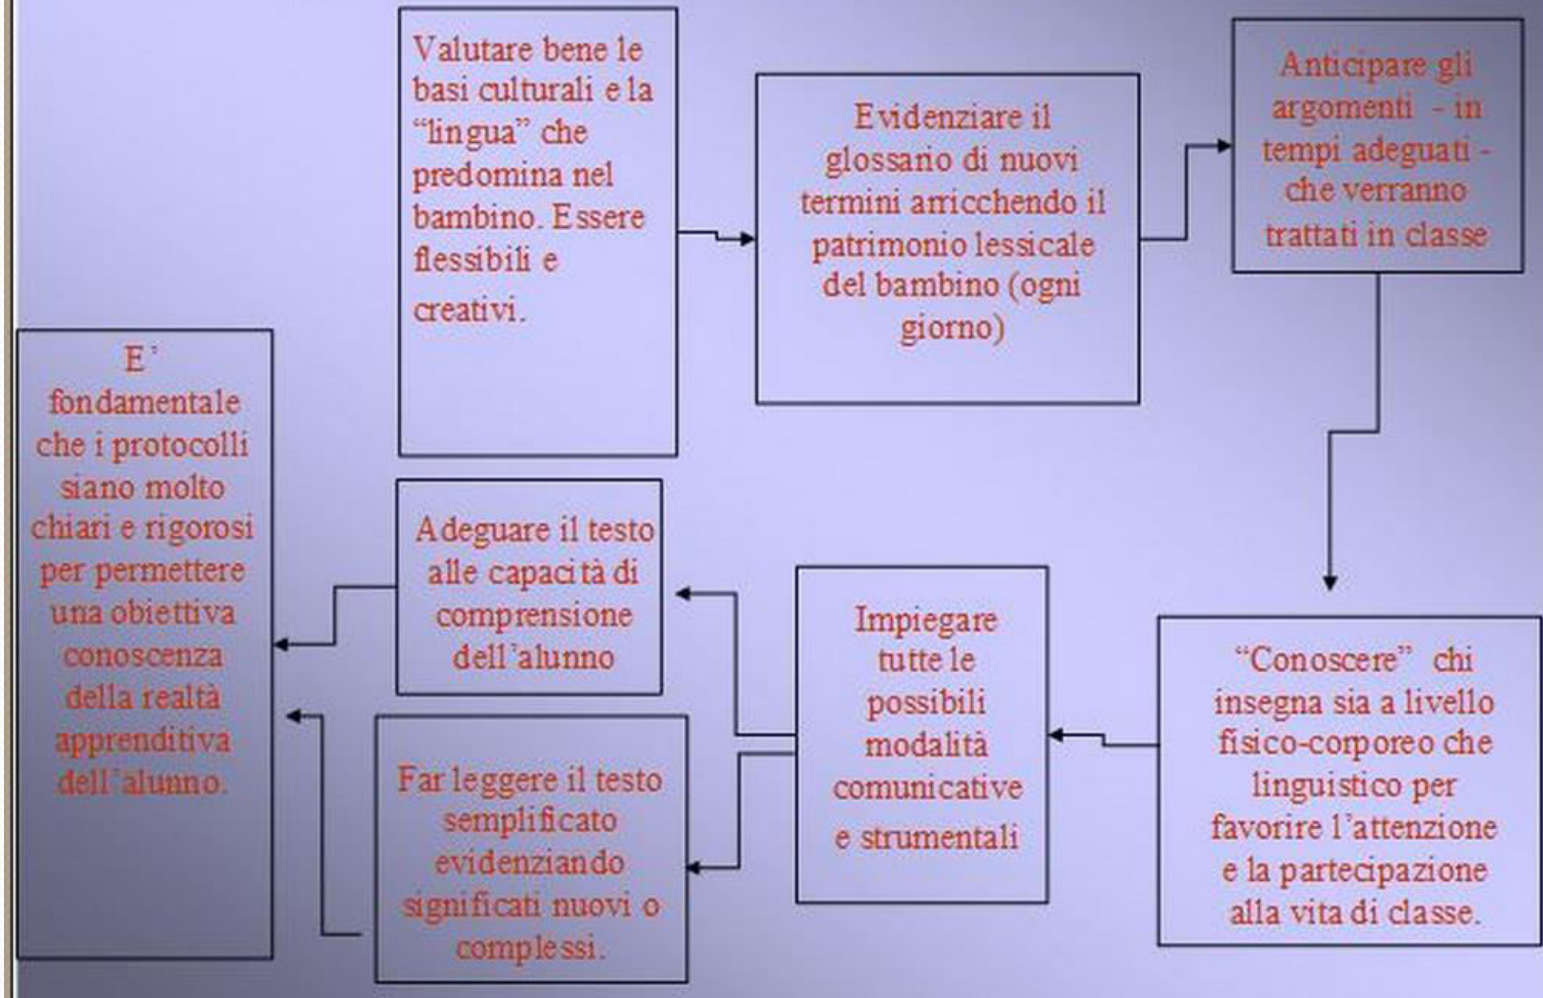 Valutare bene le
basi culturali e la
“lingua” che
predomina nel
bambino. Essere
flessibili e
creativi.
Evidenziare il
glossario di nuovi
termini arricchendo il
patrimonio lessicale
del bambino (ogni
giorno)
Anticipare gli
argomenti - in
tempi adeguati -
che verranno
trattati in classe
“Conoscere” chi
insegna sia a livello
fisico-corporeo che
linguistico per
favorire l’attenzione
e la partecipazione
alla vita di classe.
Impiegare
tutte le
possibili
modalità
comunicative
e strumentali
Adeguare il testo
alle capacità di
comprensione
dell’alunno
Far leggere il testo
semplificato
evidenziando
significati nuovi o
complessi.
E’
fondamentale
che i protocolli
siano molto
chiari e rigorosi
per permettere
una obiettiva
conoscenza
della realtà
apprenditiva
dell’alunno.